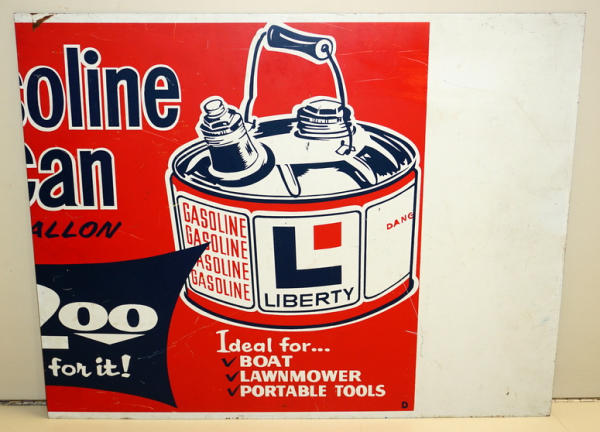 soline
can
ALLON
2.00
for it!
GASOLINE
GASOLINE
GASOLINE
GASOLINE
L
LIBERTY
DANG
Ideal for...
✓BOAT
✓LAWNMOWER
✓PORTABLE TOOLS
D